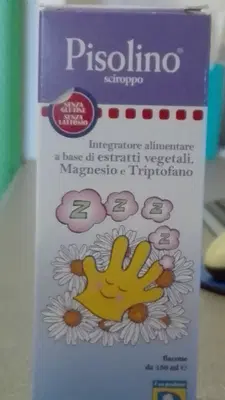 Pisolino®
sciroppo
SENZA
GLUTINE
SENZA
LATTOSIO
Integratore alimentare
a base di estratti vegetali,
Magnesio e Triptofano
Z Z Z Z
flacone
da 150 ml e